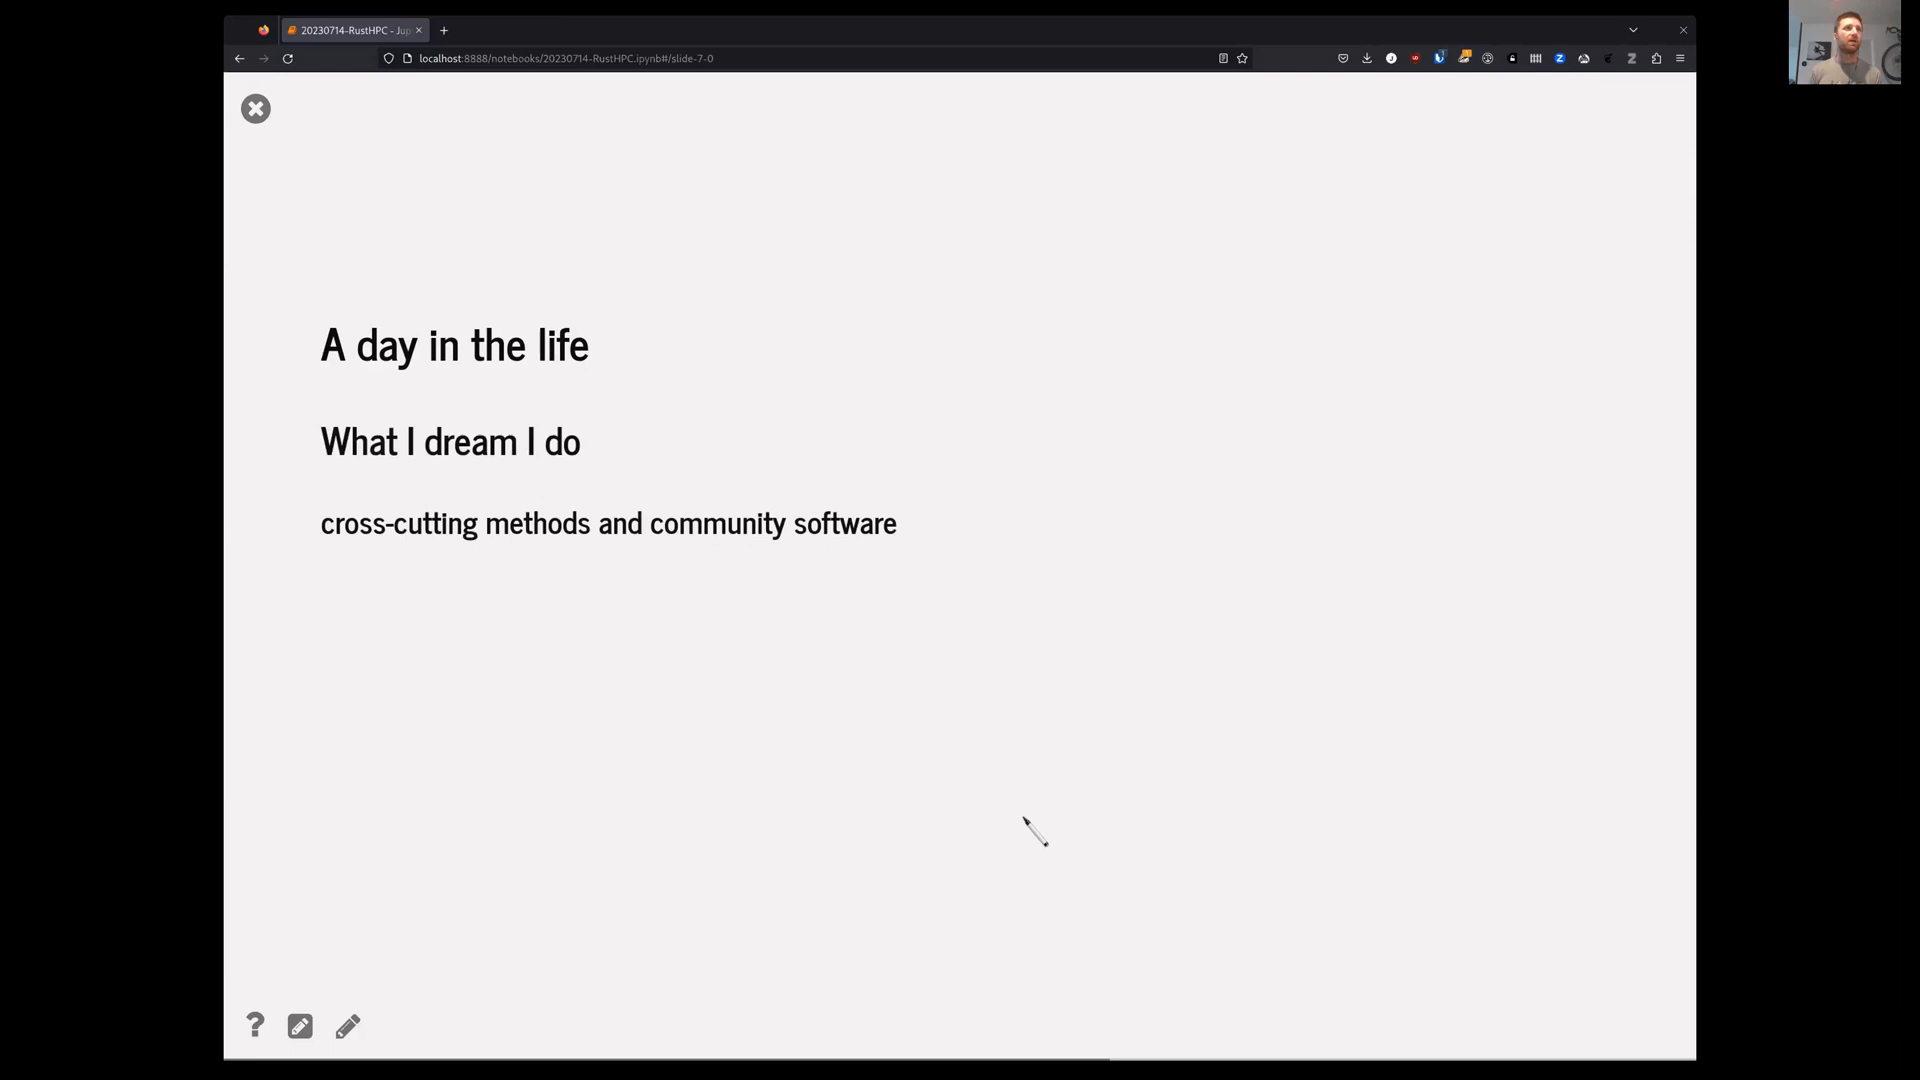 20230714-RustHPC - Jup
localhost:8888/notebooks/20230714-RustHPC.ipynb#/slide-7-0
A day in the life
What I dream I do
cross-cutting methods and community software